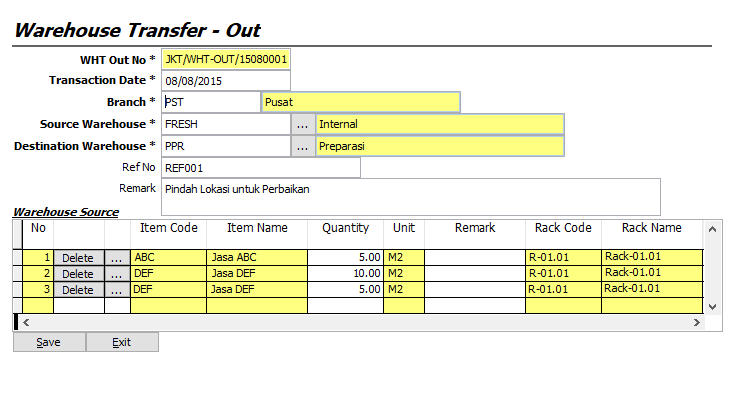 Warehouse Transfer - Out
WHT Out No * JKT/WHT-OUT/15080001
Transaction Date * 08/08/2015
Branch * PST Pusat
Source Warehouse * FRESH ... Internal
Destination Warehouse * PPR ... Preparasi
Ref No REF001
Remark Pindah Lokasi untuk Perbaikan
Warehouse Source
No Item Code Item Name Quantity Unit Remark Rack Code Rack Name
1 Delete ... ABC Jasa ABC 5.00 M2 R-01.01 Rack-01.01
2 Delete ... DEF Jasa DEF 10.00 M2 R-01.01 Rack-01.01
3 Delete ... DEF Jasa DEF 5.00 M2 R-01.01 Rack-01.01
Save Exit